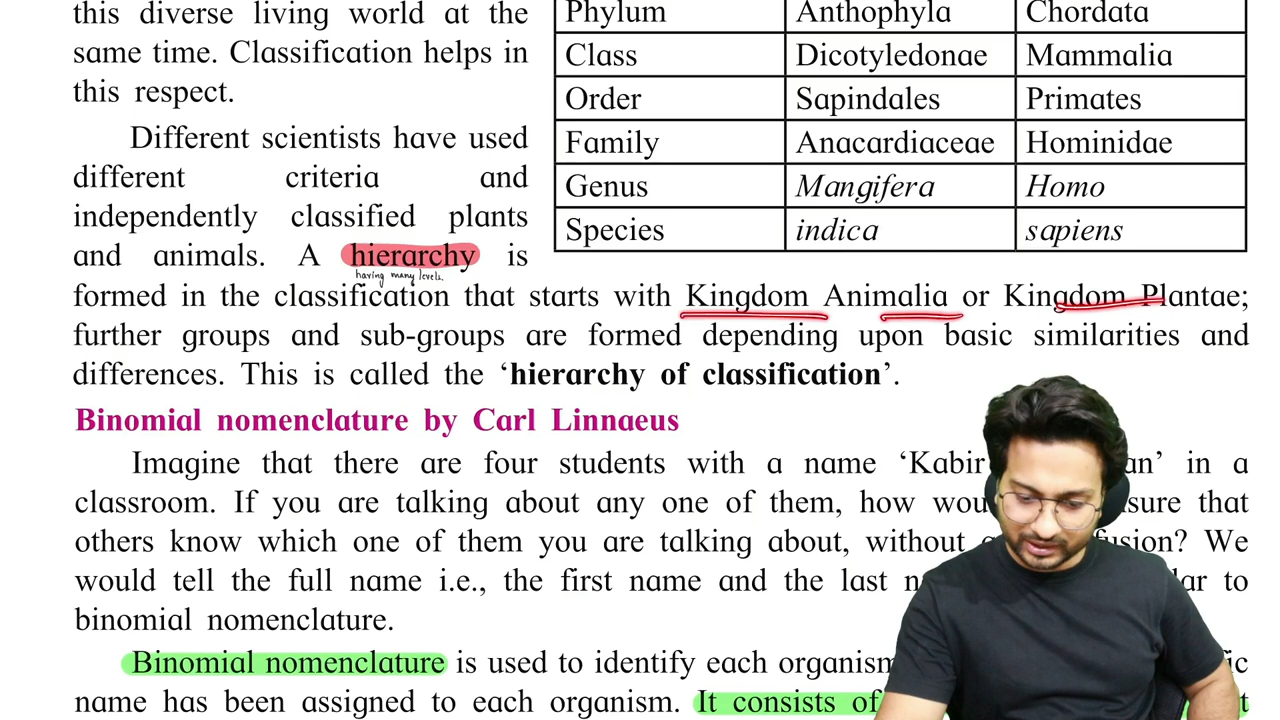 this diverse living world at the
same time. Classification helps in
this respect.
Different scientists have used
different criteria and
independently classified plants
and animals. A hierarchy is
having many levels.
Phylum Anthophyla Chordata
Class Dicotyledonae Mammalia
Order Sapindales Primates
Family Anacardiaceae Hominidae
Genus Mangifera Homo
Species indica sapiens
formed in the classification that starts with Kingdom Animalia or Kingdom Plantae;
further groups and sub-groups are formed depending upon basic similarities and
differences. This is called the ‘hierarchy of classification’.
Binomial nomenclature by Carl Linnaeus
Imagine that there are four students with a name ‘Kabir an’ in a
classroom. If you are talking about any one of them, how wou sure that
others know which one of them you are talking about, without fusion? We
would tell the full name i.e., the first name and the last n lar to
binomial nomenclature.
Binomial nomenclature is used to identify each organism
name has been assigned to each organism. It consists of